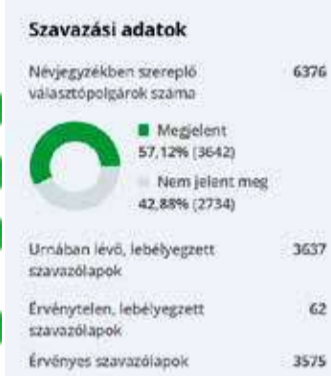 Szavazási adatok
Névjegyzékben szereplő 6376
választópolgárok száma
Megjelent
57,12% (3642)
Nem jelent meg
42,88% (2734)
Urnában lévő, lebélyegzett 3637
szavazólapok
Érvénytelen, lebélyegzett 62
szavazólapok
Érvényes szavazólapok 3575